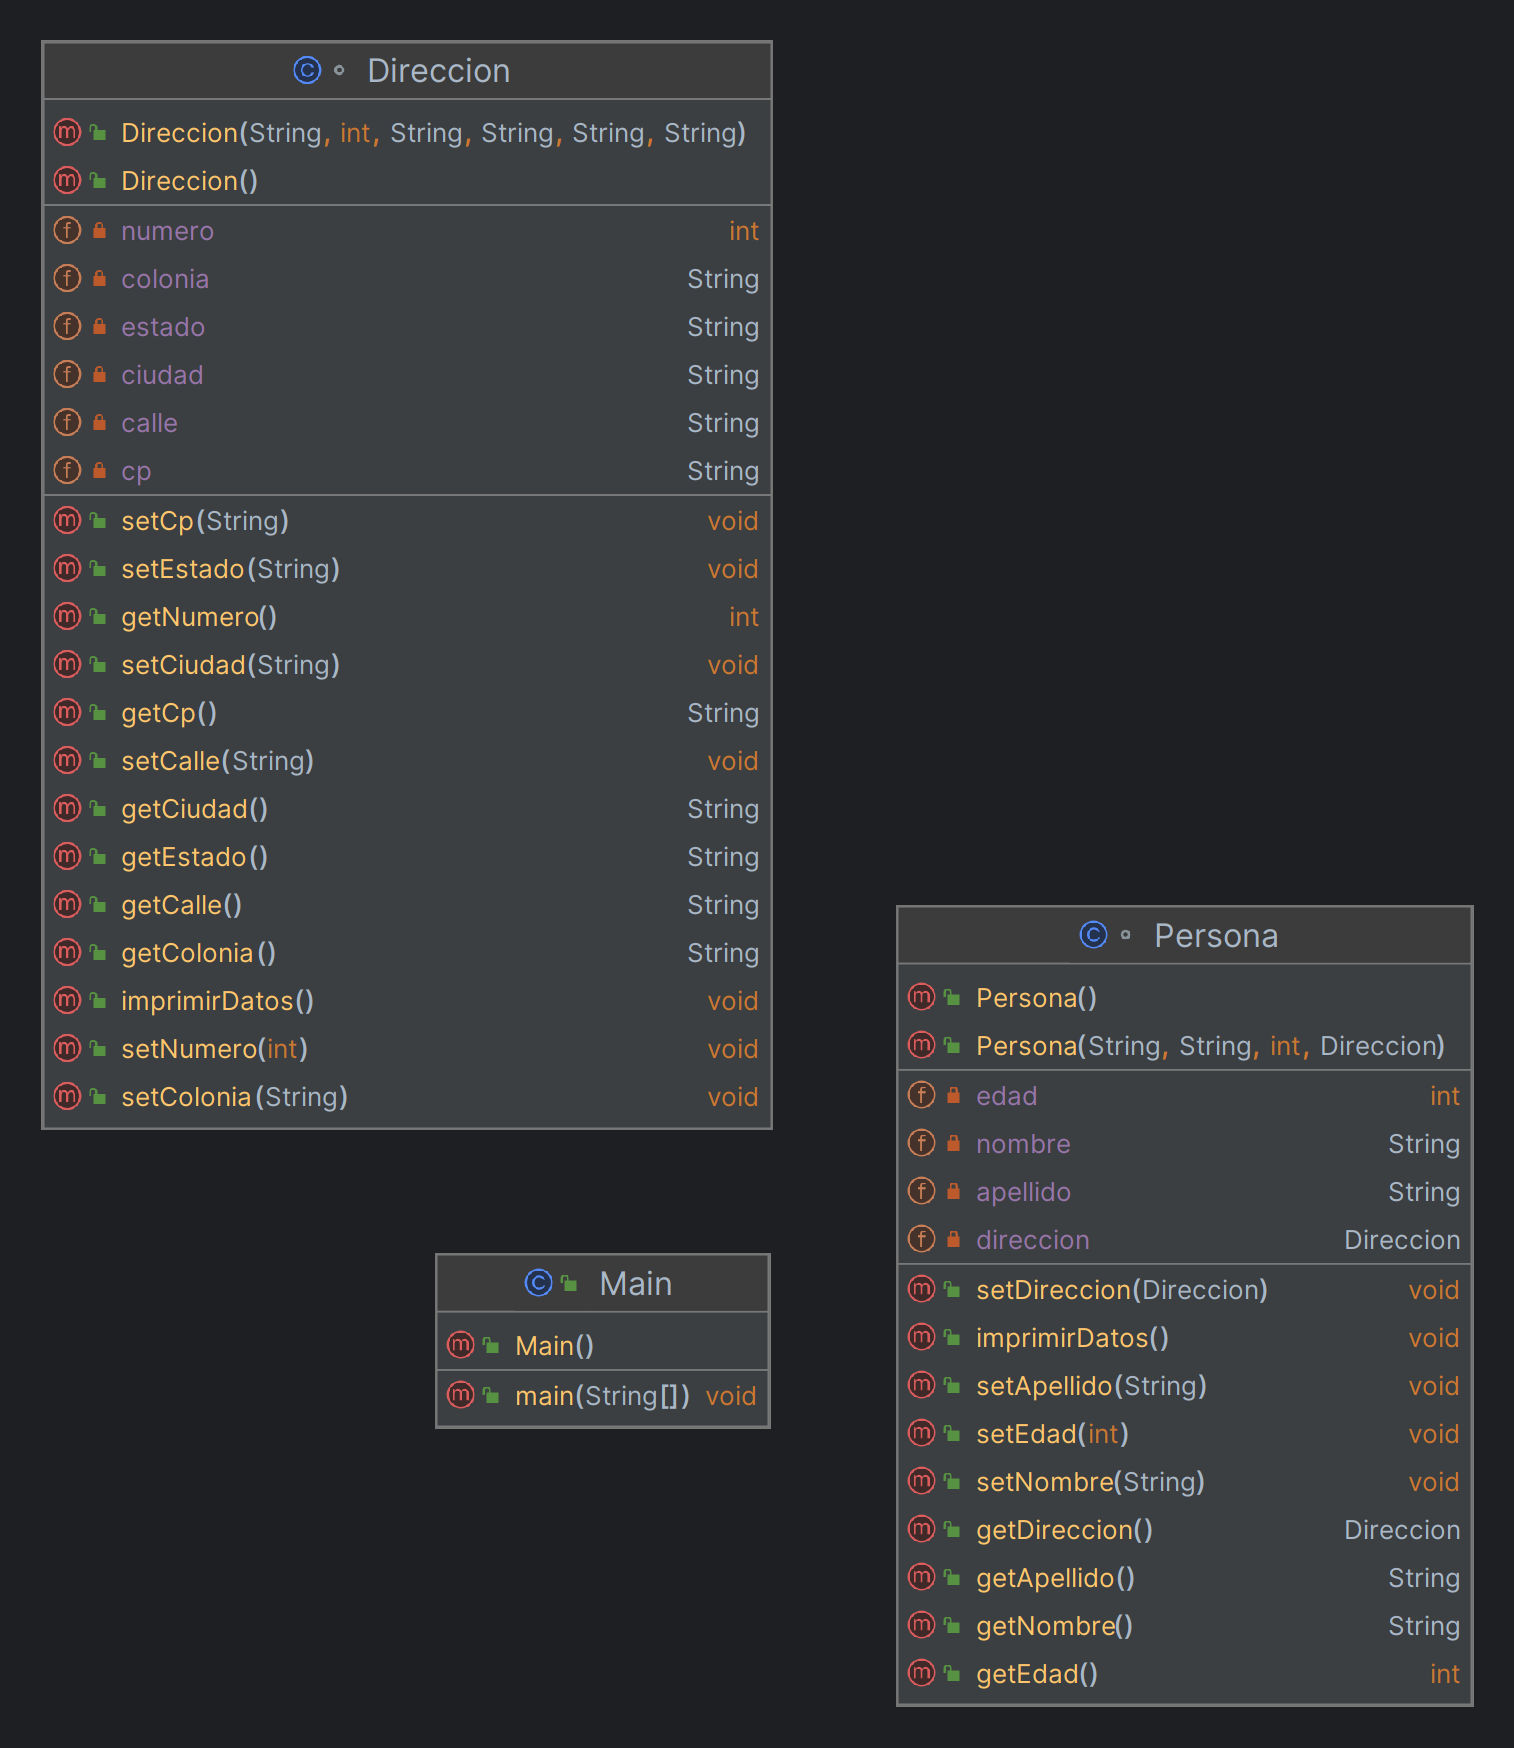 Direccion
Direccion(String, int, String, String, String, String)
Direccion()
numero int
colonia String
estado String
ciudad String
calle String
cp String
setCp(String) void
setEstado(String) void
getNumero() int
setCiudad(String) void
getCp() String
setCalle(String) void
getCiudad() String
getEstado() String
getCalle() String
getColonia() String
imprimirDatos() void
setNumero(int) void
setColonia(String) void
Main
Main()
main(String[]) void
Persona
Persona()
Persona(String, String, int, Direccion)
edad int
nombre String
apellido String
direccion Direccion
setDireccion(Direccion) void
imprimirDatos() void
setApellido(String) void
setEdad(int) void
setNombre(String) void
getDireccion() Direccion
getApellido() String
getNombre() String
getEdad() int